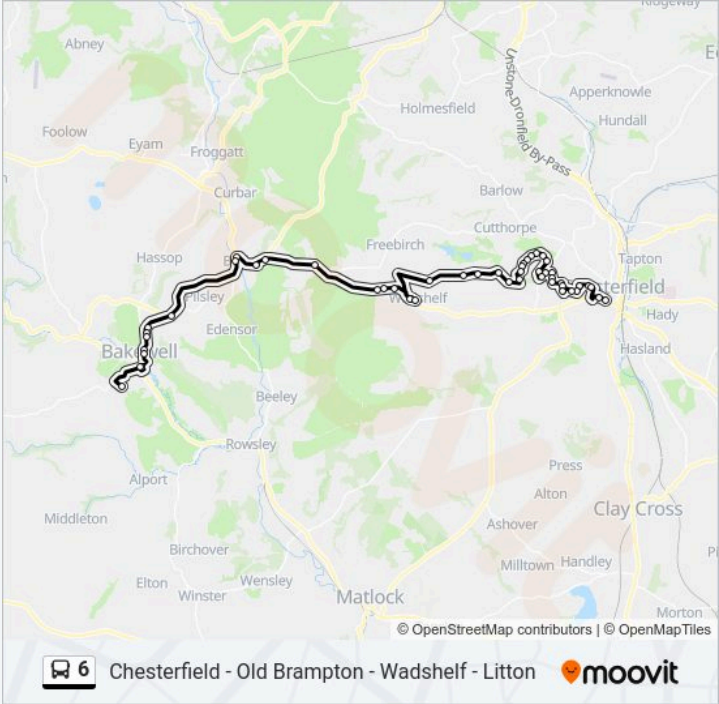 Abney
Apperknowle
Holmesfield
Hundall
Unstone-Dronfield By-Pass
Foolow
Eyam
Froggatt
Curbar
Barlow
Cutthorpe
Freebirch
Hassop
Tapton
sterfield
Pilsley
Wadshelf
Hady
Edensor
Hasland
Bakewell
Beeley
Rowsley
Press
Alport
Alton
Clay Cross
Middleton
Ashover
Birchover
Milltown
Handley
Elton
Wensley
Winster
Matlock
Morton
© OpenStreetMap contributors | © OpenMapTiles
6 Chesterfield - Old Brampton - Wadshelf - Litton moovit